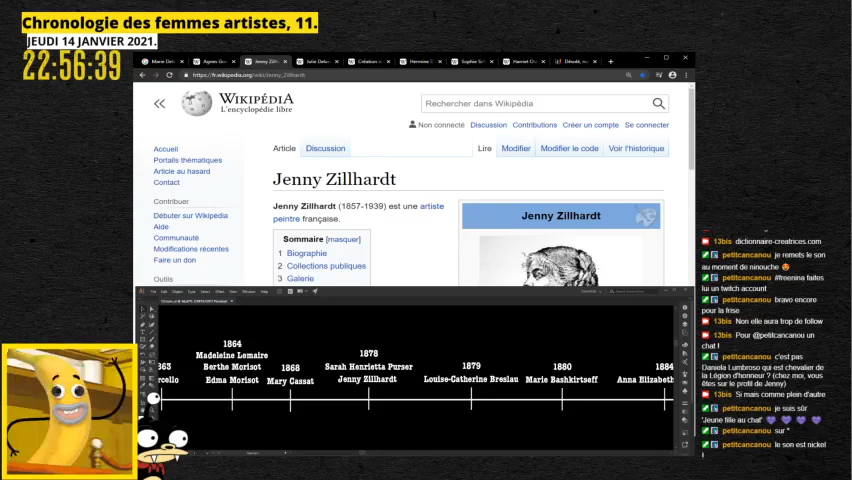 Chronologie des femmes artistes, 11.
JEUDI 14 JANVIER 2021.
22:56:39
Jenny Zillh
https://fr.wikipedia.org/wiki/Jenny_Zillhardt
WIKIPÉDIA
L'encyclopédie libre
Rechercher dans Wikipédia
Non connecté Discussion Contributions Créer un compte Se connecter
Accueil
Portails thématiques
Article au hasard
Contact
Contribuer
Débuter sur Wikipédia
Aide
Communauté
Modifications récentes
Faire un don
Outils
Article Discussion Lire Modifier Modifier le code Voir l'historique
Jenny Zillhardt
Jenny Zillhardt (1857-1939) est une artiste
peintre française.
Sommaire [masquer]
1 Biographie
2 Collections publiques
3 Galerie
Jenny Zillhardt
1864
Madeleine Lemaire
Berthe Morisot
Edma Morisot
1868
Mary Cassat
1878
Sarah Henrietta Purser
Jenny Zillhardt
1879
Louise-Catherine Breslau
1880
Marie Bashkirtseff
1884
Anna Elizabeth
13bis diclionnaire-creatrices.com
petitcancanou je remets le son
au moment de ninouche
petitcancanou #freenina faites
lui un twitch account
petitcancanou bravo encore
pour la frise
13bis Non elle aura trop de follow
13bis Pour @petitcancanou un
chat !
petitcancanou c'est pas
Daniela Lumbroso qui est chevalier de
la Légion d'honneur ? (chez moi, vous
êtes sur le profil de Jenny)
13bis Si mais comme plein d'autre
petitcancanou je suis sûr
'Jeune fille au chat'
petitcancanou sur *
petitcancanou le son est nickel
!